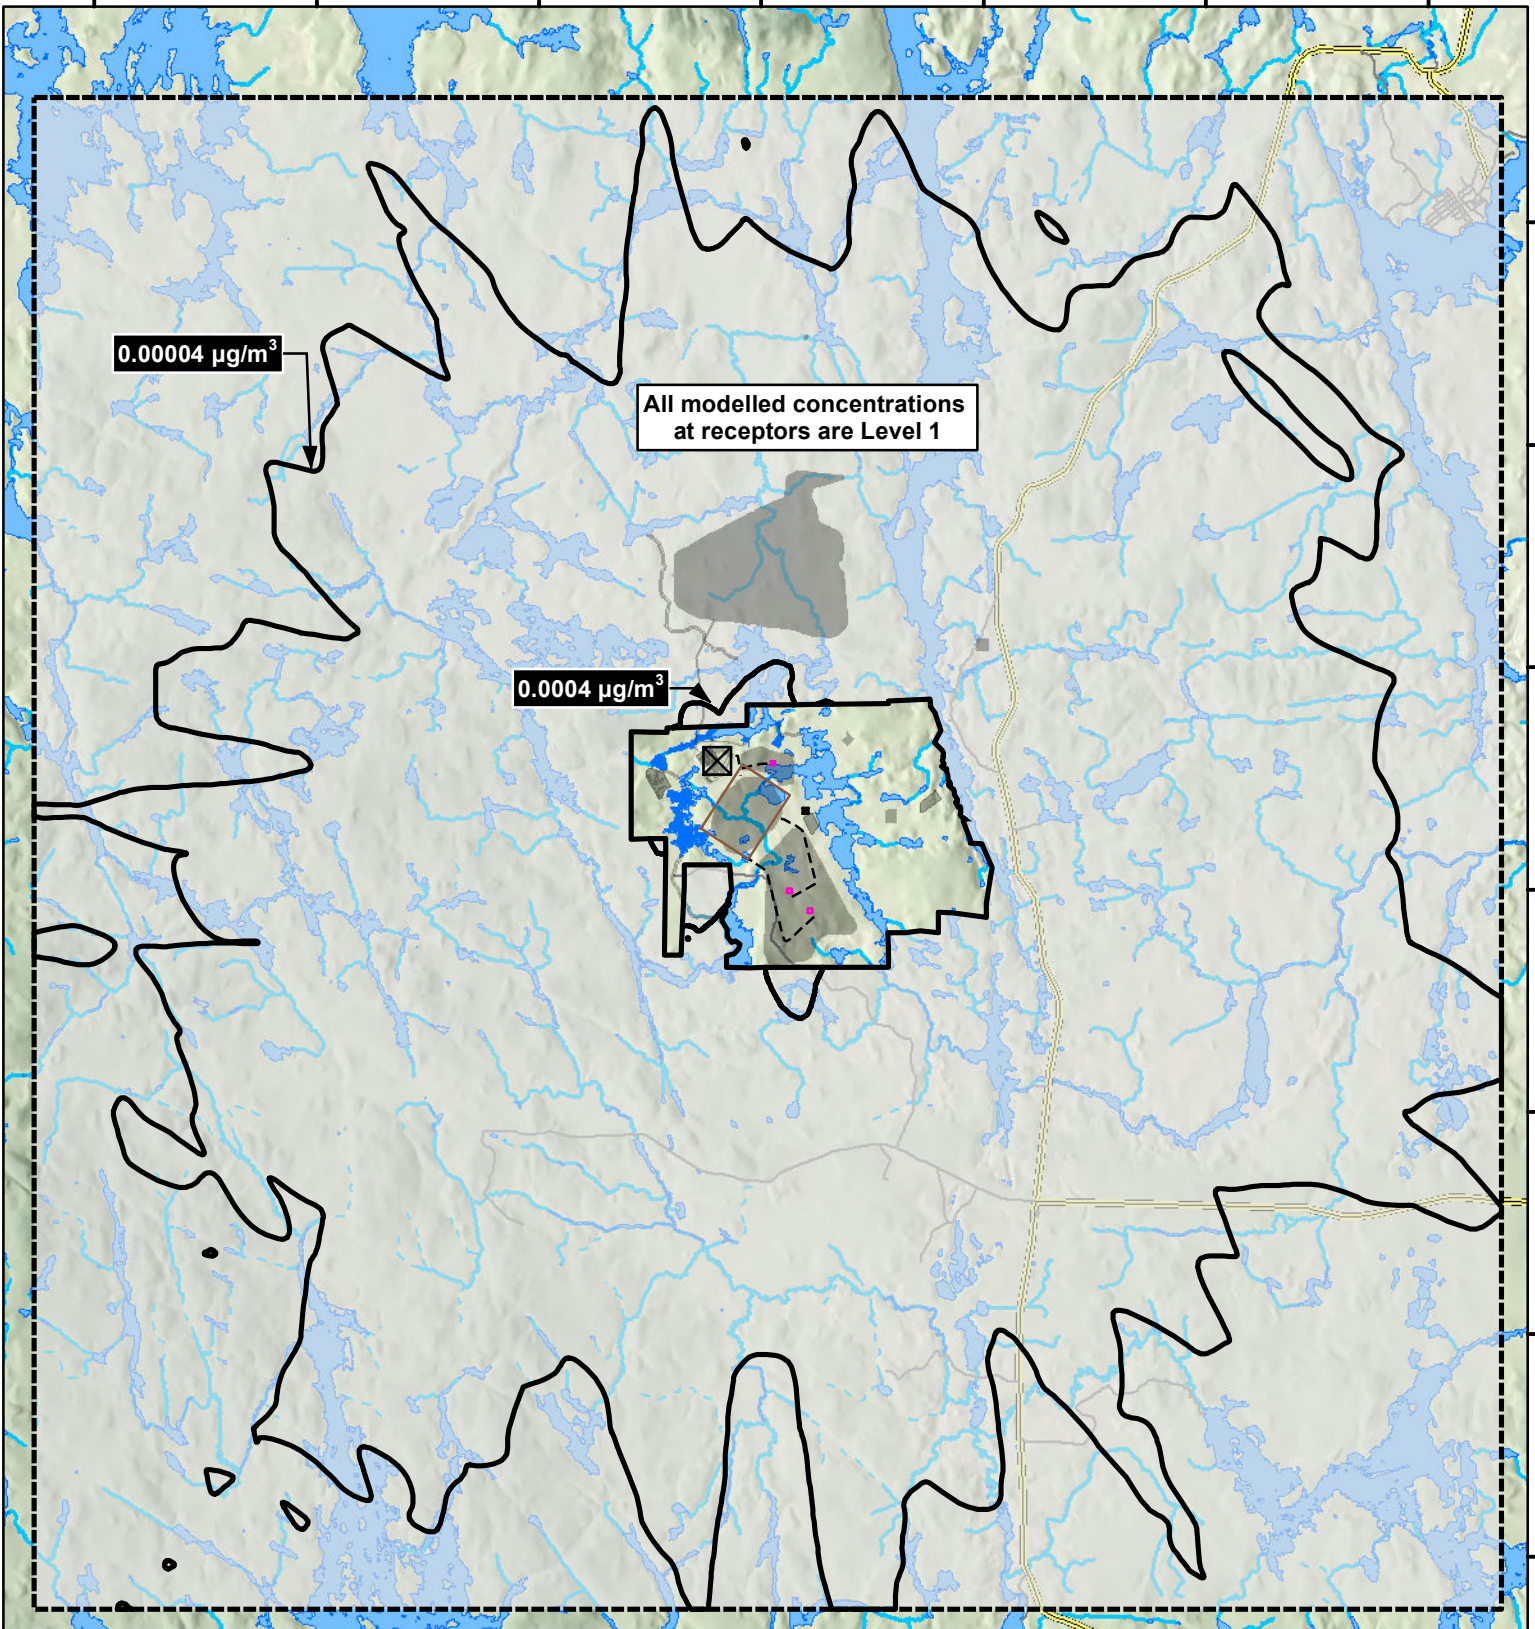 0.00004 µg/m³
All modelled concentrations
at receptors are Level 1
0.0004 µg/m³